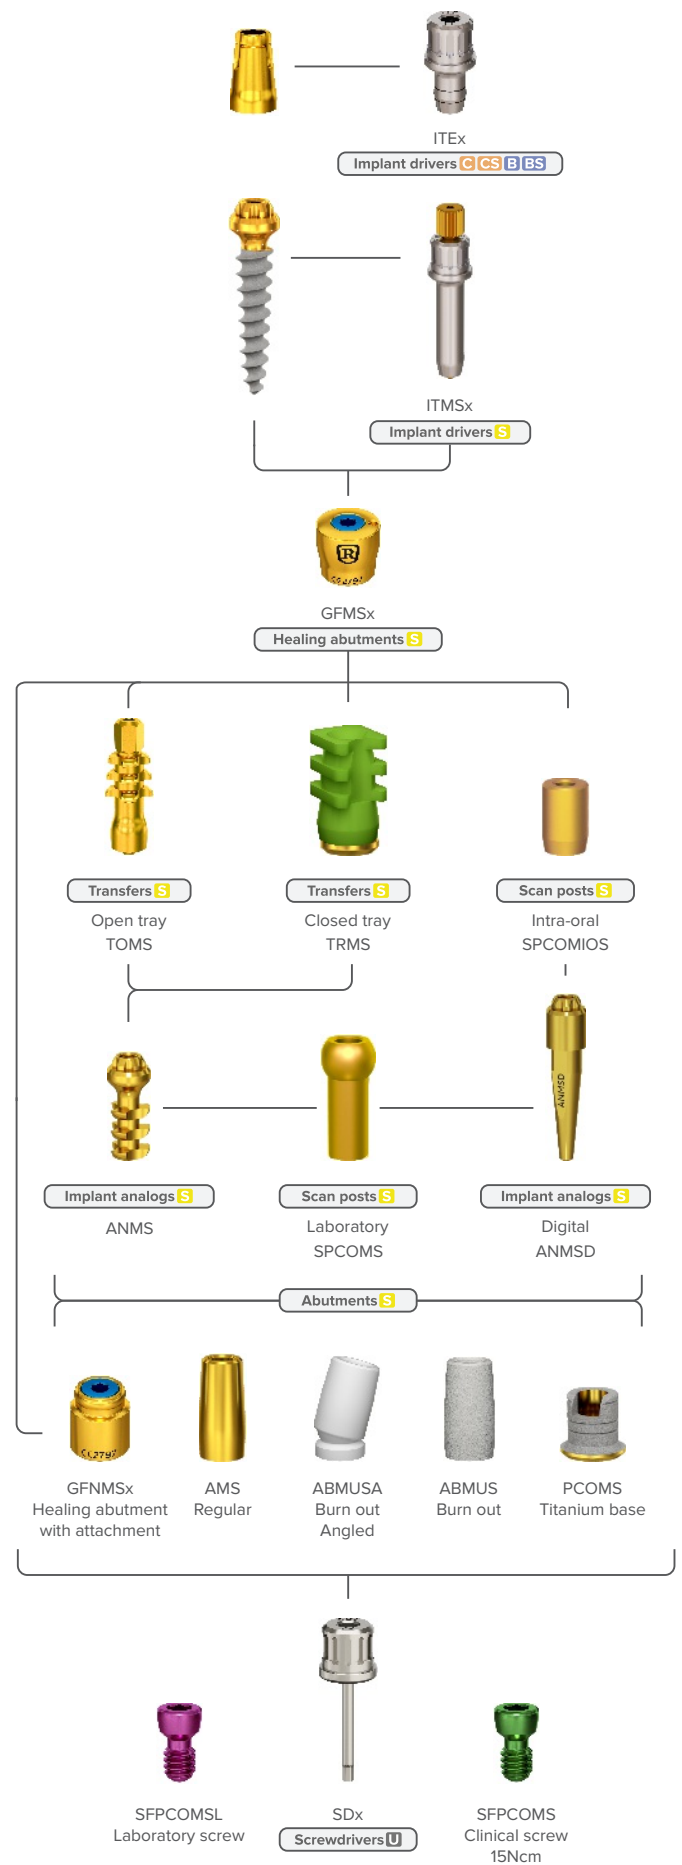 ITEx
Implant drivers C CS B BS
ITMSx
Implant drivers S
R
GFMSx
Healing abutments S
Transfers S
Transfers S
Scan posts S
Open tray
TOMS
Closed tray
TRMS
Intra-oral
SPCOMIOS
ANMSD
Implant analogs S
Scan posts S
Implant analogs S
ANMS
Laboratory
SPCOMS
Digital
ANMSD
Abutments S
GFNMSx
Healing abutment
with attachment
AMS
Regular
ABMUSA
Burn out
Angled
ABMUS
Burn out
PCOMS
Titanium base
SFPCOMSL
Laboratory screw
SDx
Screwdrivers U
SFPCOMS
Clinical screw
15Ncm